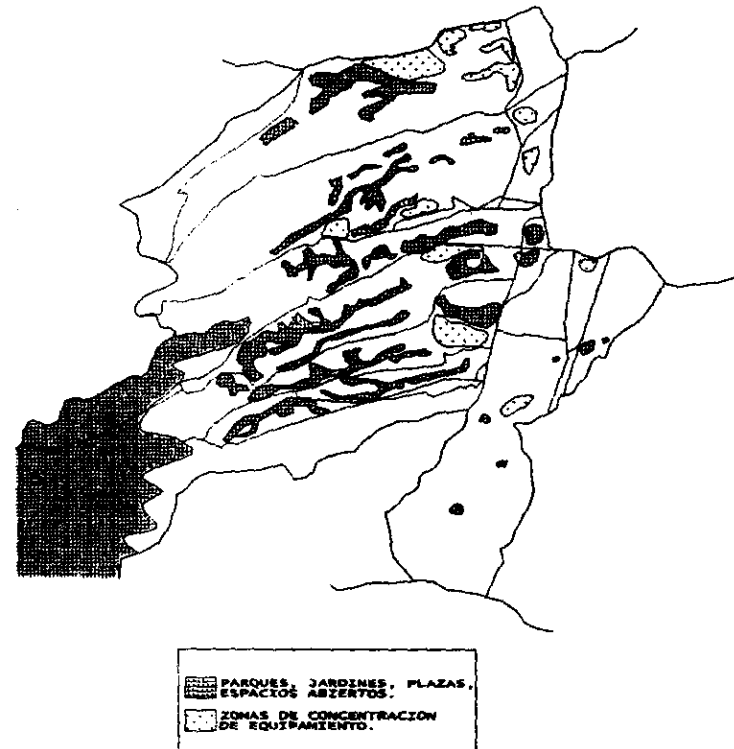 PARQUES, JARDINES, PLAZAS,
ESPACIOS ABIERTOS.
ZONAS DE CONCENTRACION
DE EQUIPAMIENTO.